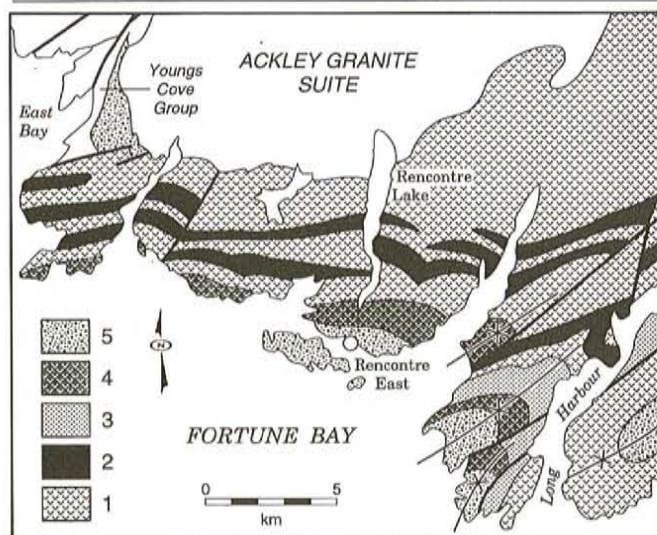 ACKLEY GRANITE
SUITE
Youngs
Cove
Group
East
Bay
Rencontre
Lake
5
4
3
2
1
N
Rencontre
East
Harbour
Long
FORTUNE BAY
0 5
km